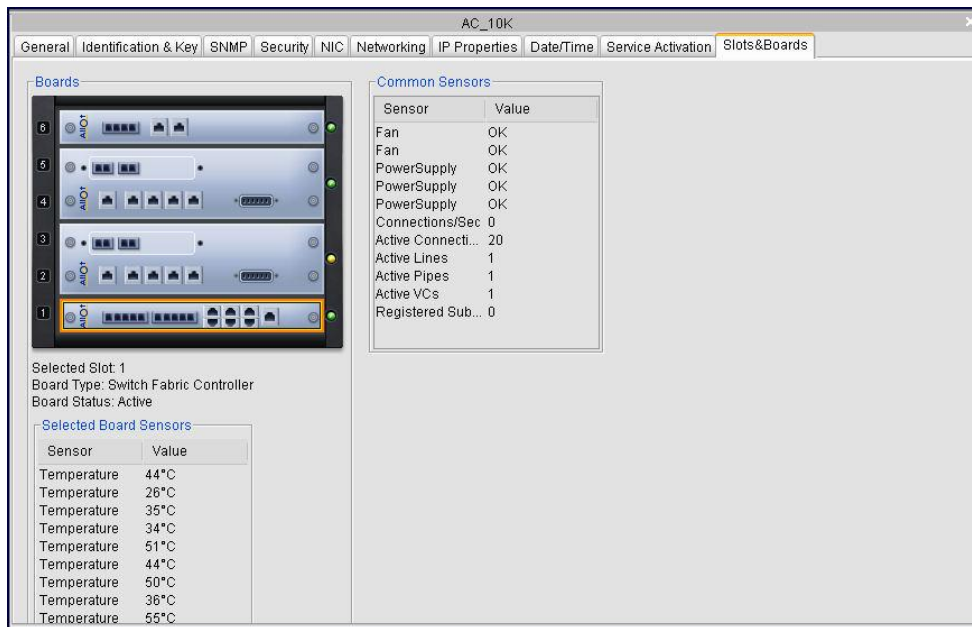 AC_10K
General Identification & Key SNMP Security NIC Networking IP Properties Date/Time Service Activation Slots&Boards
Boards
6
Allot
5
4
Allot
3
2
Allot
1
Allot
Selected Slot: 1
Board Type: Switch Fabric Controller
Board Status: Active
Selected Board Sensors
Sensor Value
Temperature 44°C
Temperature 26°C
Temperature 35°C
Temperature 34°C
Temperature 51°C
Temperature 44°C
Temperature 50°C
Temperature 36°C
Temperature 55°C
Common Sensors
Sensor Value
Fan OK
Fan OK
PowerSupply OK
PowerSupply OK
PowerSupply OK
Connections/Sec 0
Active Connecti... 20
Active Lines 1
Active Pipes 1
Active VCs 1
Registered Sub... 0